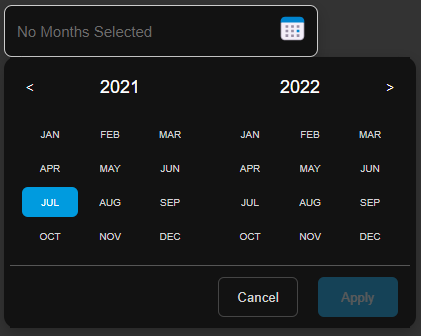 No Months Selected
< 2021 2022 >
JAN FEB MAR JAN FEB MAR
APR MAY JUN APR MAY JUN
JUL AUG SEP JUL AUG SEP
OCT NOV DEC OCT NOV DEC
Cancel Apply